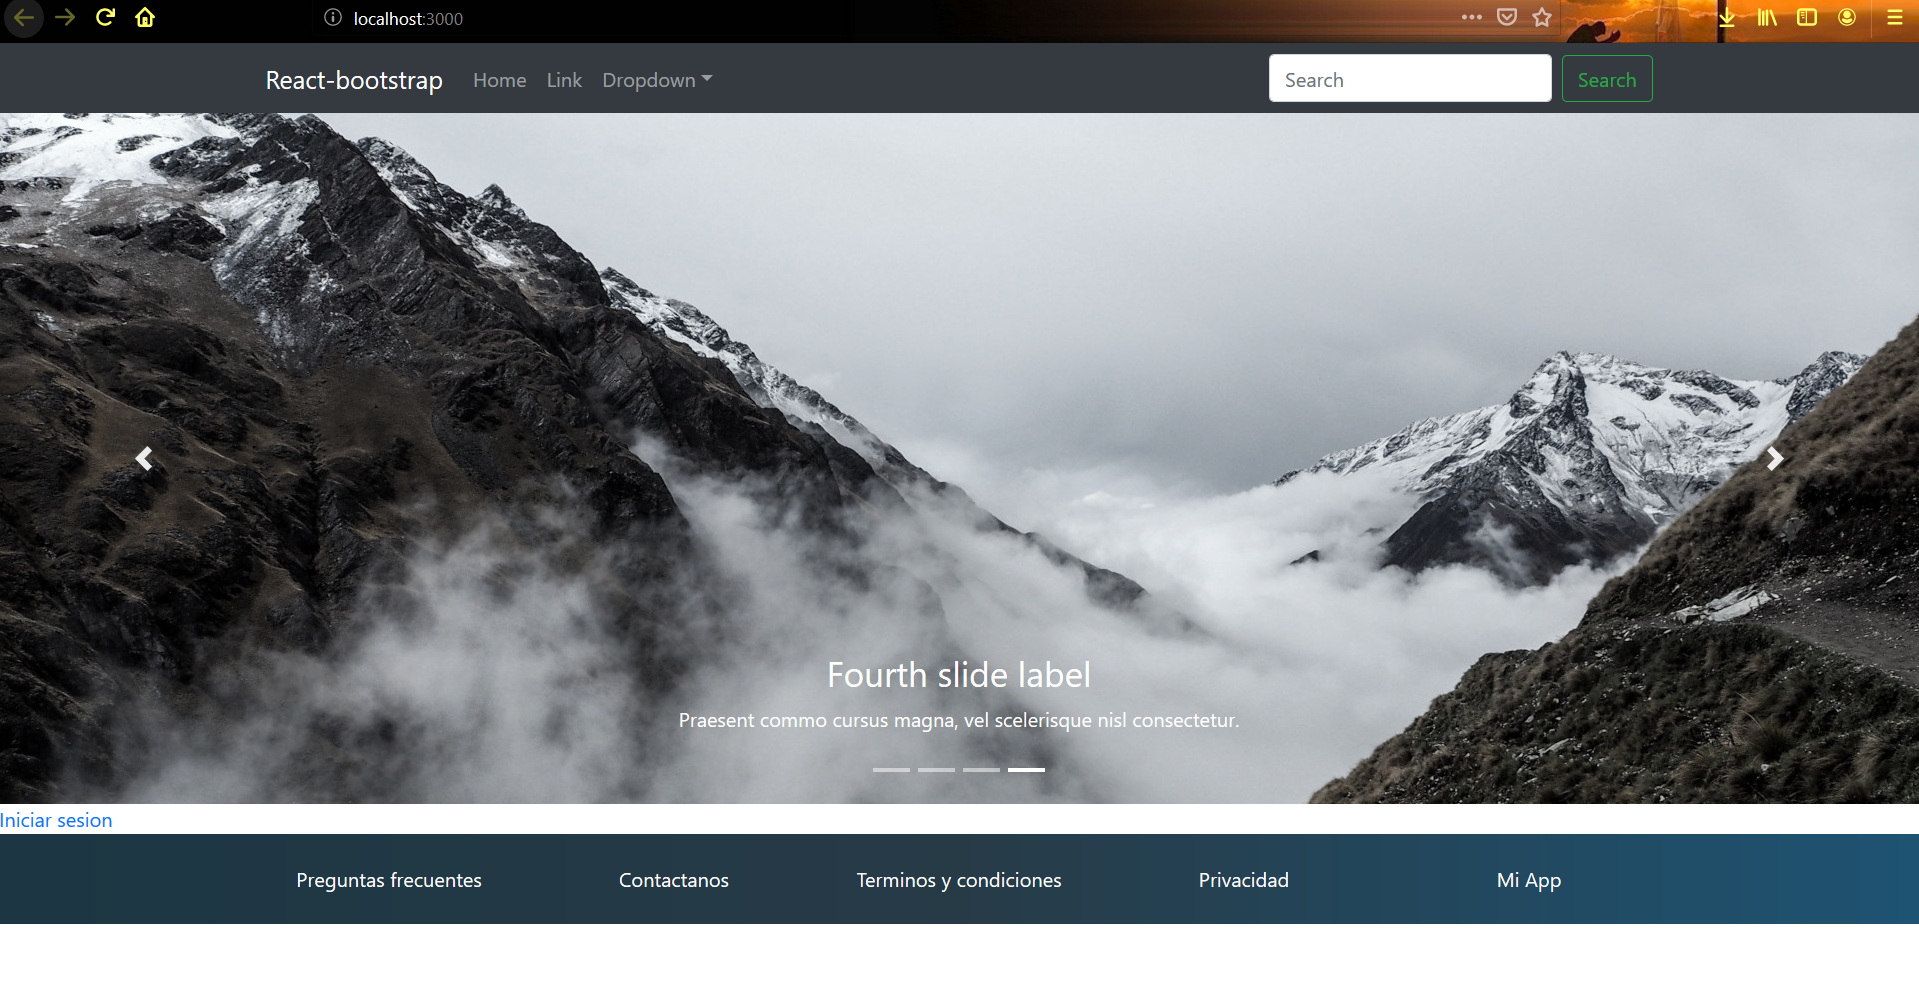 localhost:3000
React-bootstrap Home Link Dropdown Search Search
Fourth slide label
Praesent commo cursus magna, vel scelerisque nisl consectetur.
Iniciar sesion
Preguntas frecuentes Contactanos Terminos y condiciones Privacidad Mi App